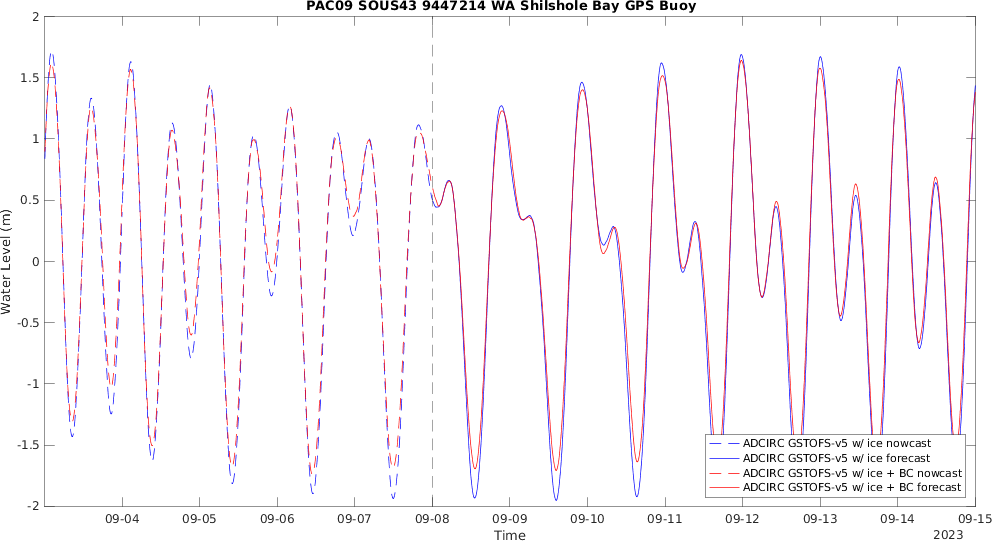 PAC09 SOUS43 9447214 WA Shilshole Bay GPS Buoy
Water Level (m)
2
1.5
1
0.5
0
-0.5
-1
-1.5
-2
ADCIRC GSTOFS-v5 w/ ice nowcast
ADCIRC GSTOFS-v5 w/ ice forecast
ADCIRC GSTOFS-v5 w/ ice + BC nowcast
ADCIRC GSTOFS-v5 w/ ice + BC forecast
09-04 09-05 09-06 09-07 09-08 09-09 09-10 09-11 09-12 09-13 09-14 09-15
Time
2023